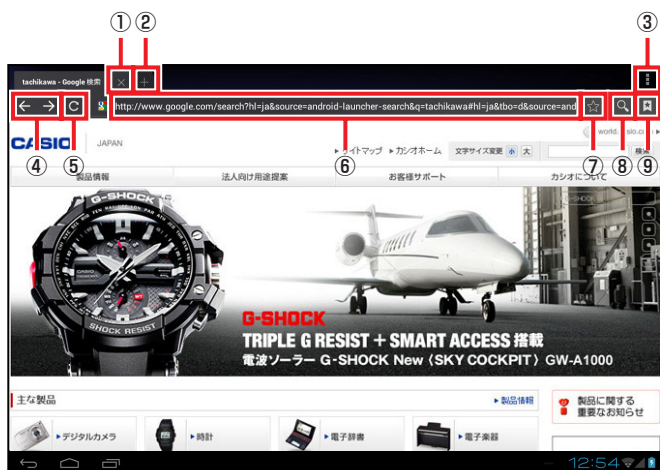 ① ② ③
tachikawa - Google 検索
http://www.google.com/search?hl=ja&source=android-launcher-search&q=tachikawa#hl=ja&tbo=d&source=and
④ ⑤ ⑥ ⑦ ⑧ ⑨
CASIO JAPAN
サイトマップ カシオホーム 文字サイズ変更 小 大 検索
製品情報 法人向け用途提案 お客様サポート カシオについて
G-SHOCK
CASIO
SHOCK RESIST
G-SHOCK
TRIPLE G RESIST + SMART ACCESS 搭載
電波ソーラー G-SHOCK New〈SKY COCKPIT〉GW-A1000
主な製品 製品情報
製品に関する
重要なお知らせ
デジタルカメラ 時計 電子辞書 電子楽器
12:54